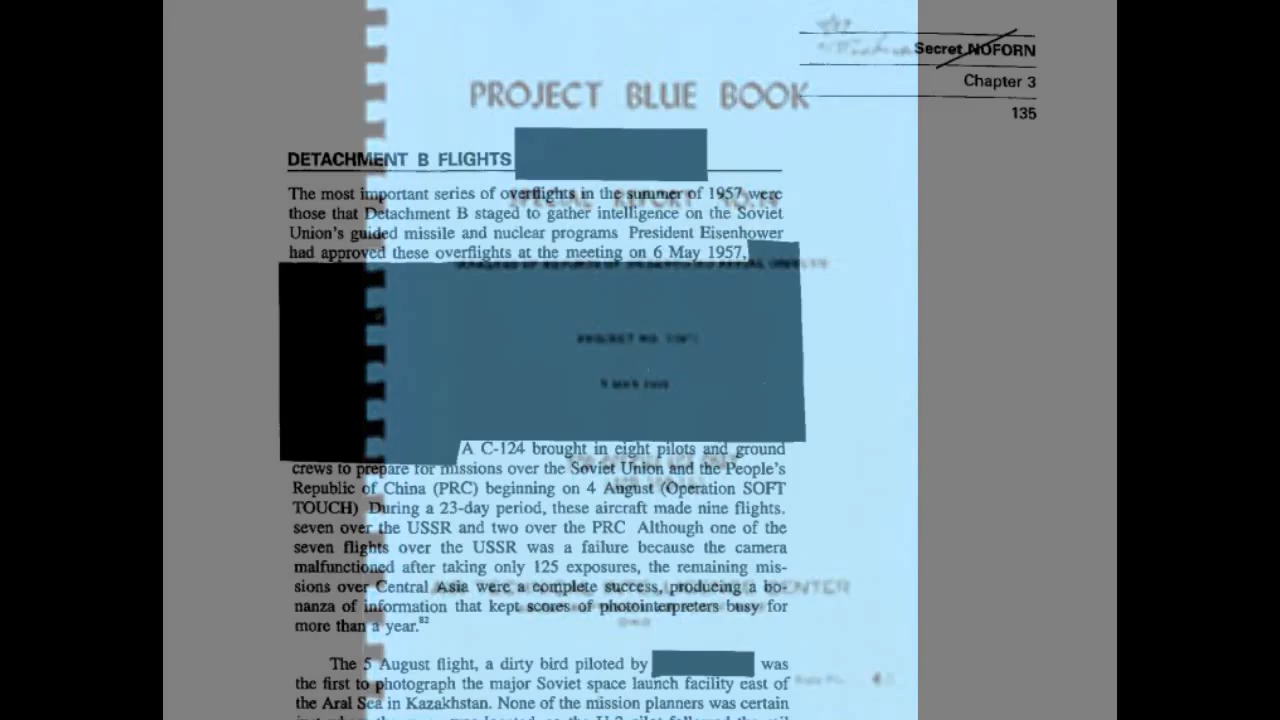 Secret NOFORN
PROJECT BLUE BOOK
Chapter 3
135
DETACHMENT B FLIGHTS
The most important series of overflights in the summer of 1957 were
those that Detachment B staged to gather intelligence on the Soviet
Union's guided missile and nuclear programs President Eisenhower
had approved these overflights at the meeting on 6 May 1957,
A C-124 brought in eight pilots and ground
crews to prepare for missions over the Soviet Union and the People's
Republic of China (PRC) beginning on 4 August (Operation SOFT
TOUCH) During a 23-day period, these aircraft made nine flights.
seven over the USSR and two over the PRC Although one of the
seven flights over the USSR was a failure because the camera
malfunctioned after taking only 125 exposures, the remaining mis-
sions over Central Asia were a complete success, producing a bo-
nanza of information that kept scores of photointerpreters busy for
more than a year.82
The 5 August flight, a dirty bird piloted by was
the first to photograph the major Soviet space launch facility east of
the Aral Sea in Kazakhstan. None of the mission planners was certain